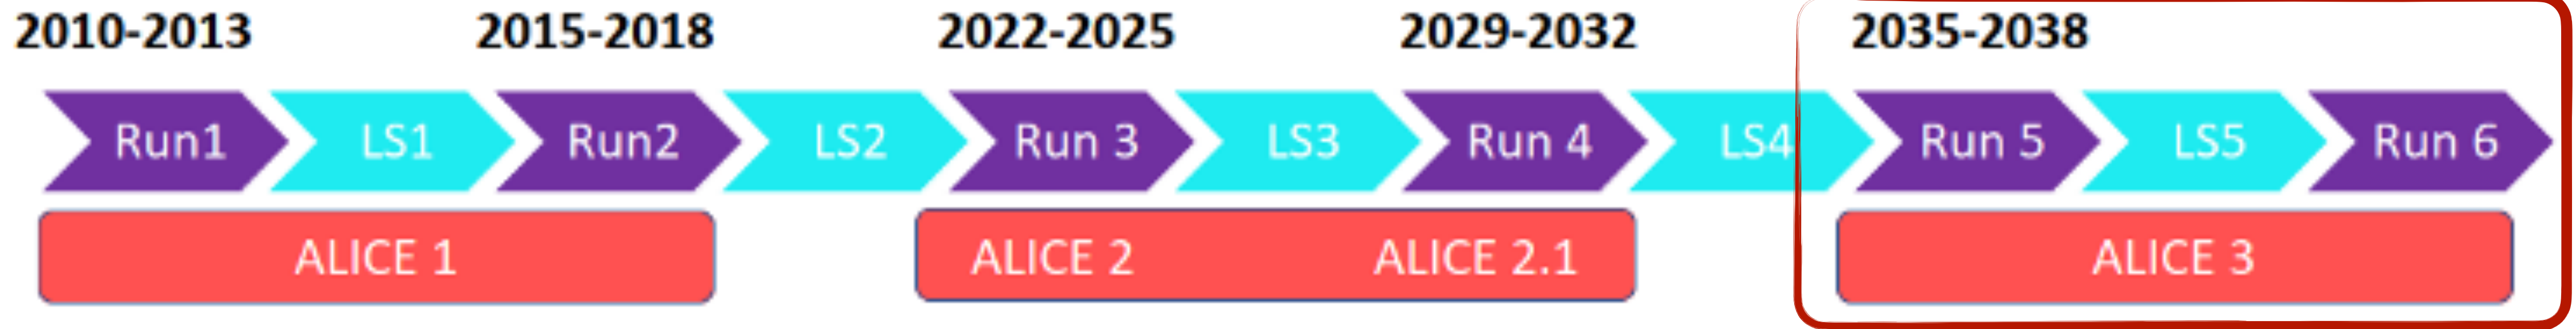 2010-2013 2015-2018 2022-2025 2029-2032 2035-2038
Run1 LS1 Run2 LS2 Run 3 LS3 Run 4 LS4 Run 5 LS5 Run 6
ALICE 1 ALICE 2 ALICE 2.1 ALICE 3